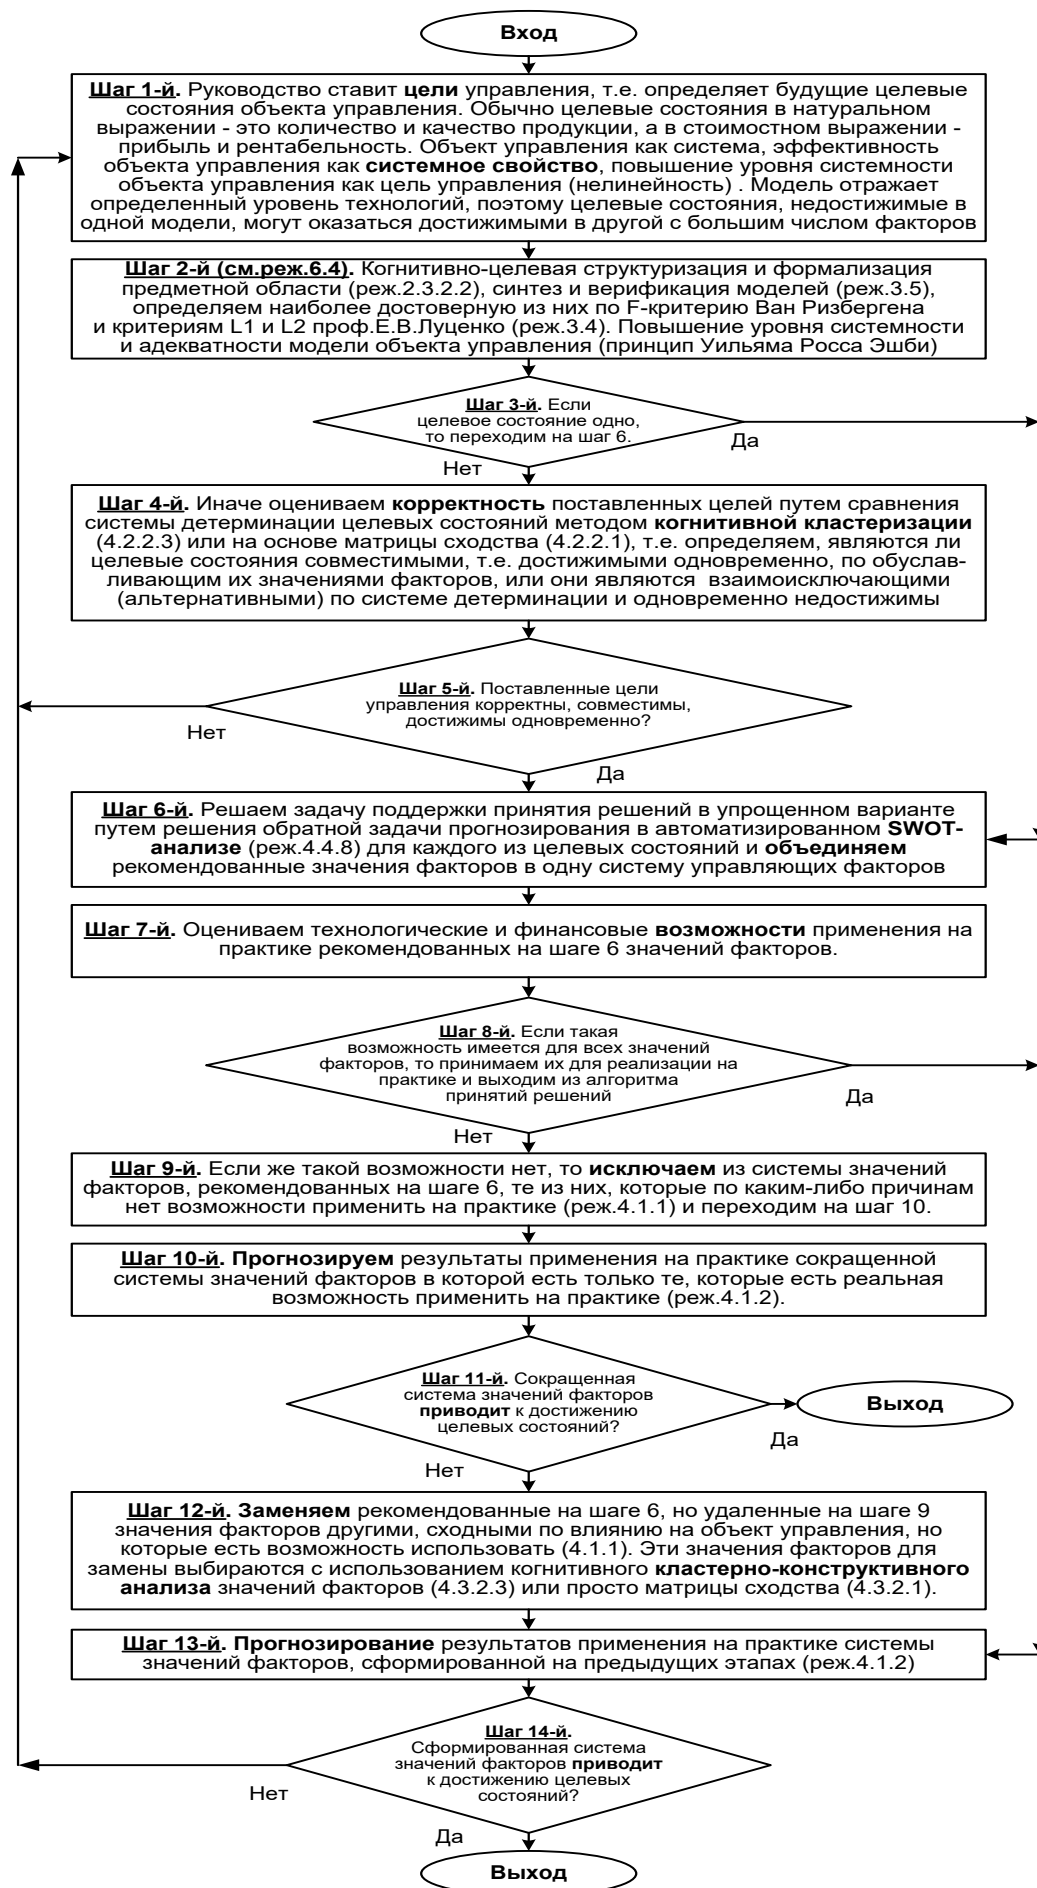 Вход
Шаг 1-й. Руководство ставит цели управления, т.е. определяет будущие целевые
состояния объекта управления. Обычно целевые состояния в натуральном
выражении - это количество и качество продукции, а в стоимостном выражении -
прибыль и рентабельность. Объект управления как система, эффективность
объекта управления как системное свойство, повышение уровня системности
объекта управления как цель управления (нелинейность) . Модель отражает
определенный уровень технологий, поэтому целевые состояния, недостижимые в
одной модели, могут оказаться достижимыми в другой с большим числом факторов
Шаг 2-й (см.реж.6.4). Когнитивно-целевая структуризация и формализация
предметной области (реж.2.3.2.2), синтез и верификация моделей (реж.3.5),
определяем наиболее достоверную из них по F-критерию Ван Ризбергена
и критериям L1 и L2 проф.Е.В.Луценко (реж.3.4). Повышение уровня системности
и адекватности модели объекта управления (принцип Уильяма Росса Эшби)
Шаг 3-й. Если
целевое состояние одно,
то переходим на шаг 6.
Да
Нет
Шаг 4-й. Иначе оцениваем корректность поставленных целей путем сравнения
системы детерминации целевых состояний методом когнитивной кластеризации
(4.2.2.3) или на основе матрицы сходства (4.2.2.1), т.е. определяем, являются ли
целевые состояния совместимыми, т.е. достижимыми одновременно, по обуслав-
ливающим их значениями факторов, или они являются взаимоисключающими
(альтернативными) по системе детерминации и одновременно недостижимы
Шаг 5-й. Поставленные цели
управления корректны, совместимы,
достижимы одновременно?
Нет
Да
Шаг 6-й. Решаем задачу поддержки принятия решений в упрощенном варианте
путем решения обратной задачи прогнозирования в автоматизированном SWOT-
анализе (реж.4.4.8) для каждого из целевых состояний и объединяем
рекомендованные значения факторов в одну систему управляющих факторов
Шаг 7-й. Оцениваем технологические и финансовые возможности применения на
практике рекомендованных на шаге 6 значений факторов.
Шаг 8-й. Если такая
возможность имеется для всех значений
факторов, то принимаем их для реализации на
практике и выходим из алгоритма
принятий решений
Да
Нет
Шаг 9-й. Если же такой возможности нет, то исключаем из системы значений
факторов, рекомендованных на шаге 6, те из них, которые по каким-либо причинам
нет возможности применить на практике (реж.4.1.1) и переходим на шаг 10.
Шаг 10-й. Прогнозируем результаты применения на практике сокращенной
системы значений факторов в которой есть только те, которые есть реальная
возможность применить на практике (реж.4.1.2).
Шаг 11-й. Сокращенная
система значений факторов
приводит к достижению
целевых состояний?
Выход
Да
Нет
Шаг 12-й. Заменяем рекомендованные на шаге 6, но удаленные на шаге 9
значения факторов другими, сходными по влиянию на объект управления, но
которые есть возможность использовать (4.1.1). Эти значения факторов для
замены выбираются с использованием когнитивного кластерно-конструктивного
анализа значений факторов (4.3.2.3) или просто матрицы сходства (4.3.2.1).
Шаг 13-й. Прогнозирование результатов применения на практике системы
значений факторов, сформированной на предыдущих этапах (реж.4.1.2)
Шаг 14-й.
Сформированная система
значений факторов приводит
к достижению целевых
состояний?
Нет
Да
Выход